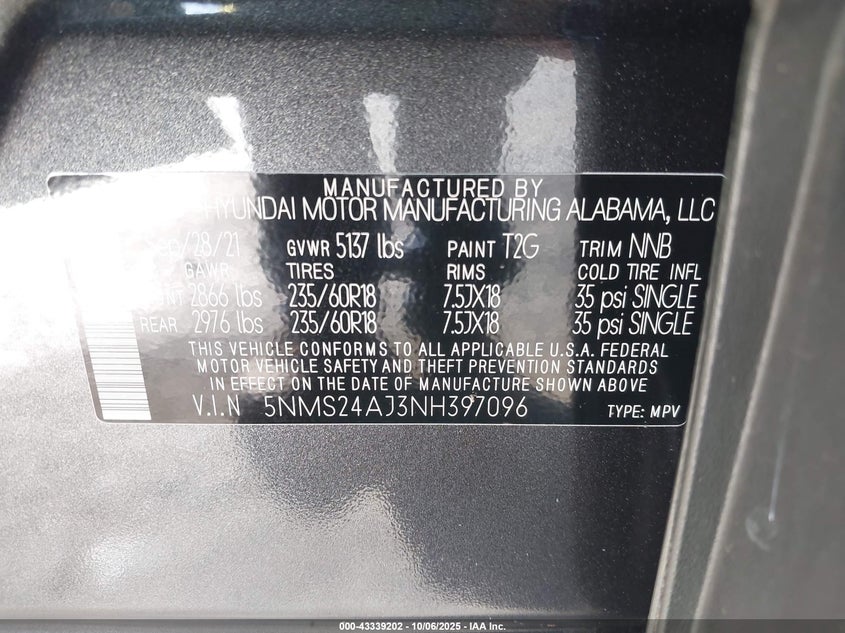 MANUFACTURED BY
HYUNDAI MOTOR MANUFACTURING ALABAMA, LLC
Sep/28/21 GVWR 5137 lbs PAINT T2G TRIM NNB
GAWR TIRES RIMS COLD TIRE INFL
2866 lbs 235/60R18 7.5JX18 35 psi SINGLE
REAR 2976 lbs 235/60R18 7.5JX18 35 psi SINGLE
THIS VEHICLE CONFORMS TO ALL APPLICABLE U.S.A. FEDERAL
MOTOR VEHICLE SAFETY AND THEFT PREVENTION STANDARDS
IN EFFECT ON THE DATE OF MANUFACTURE SHOWN ABOVE
V.I.N 5NMS24AJ3NH397096 TYPE: MPV
000-43339202 - 10/06/2025 - IAA Inc.